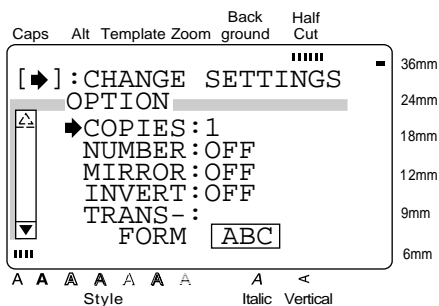 Caps Alt Template Zoom Back ground Half Cut
[➡]:CHANGE SETTINGS
OPTION
➡COPIES:1
NUMBER:OFF
MIRROR:OFF
INVERT:OFF
TRANS-:
FORM ABC
36mm
24mm
18mm
12mm
9mm
6mm
A A A A A A A A A
Style Italic Vertical